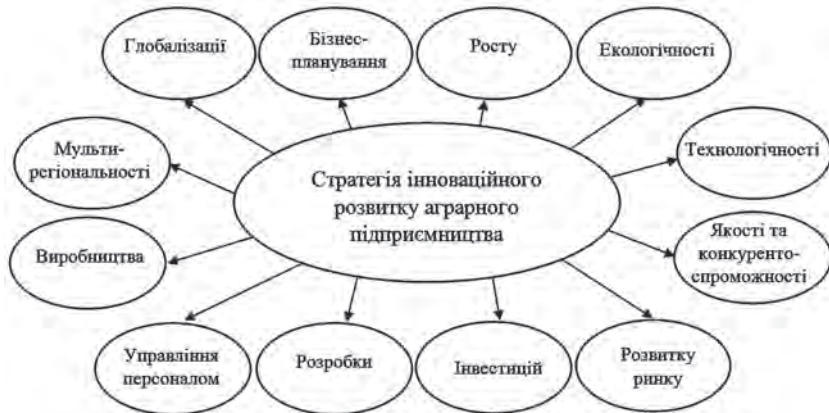 Глобалізації
Бізнес-
планування
Росту
Екологічності
Мульти-
регіональності
Технологічності
Стратегія інноваційного
розвитку аграрного
підприємництва
Виробництва
Якості та
конкуренто-
спроможності
Управління
персоналом
Розробки
Інвестицій
Розвитку
ринку